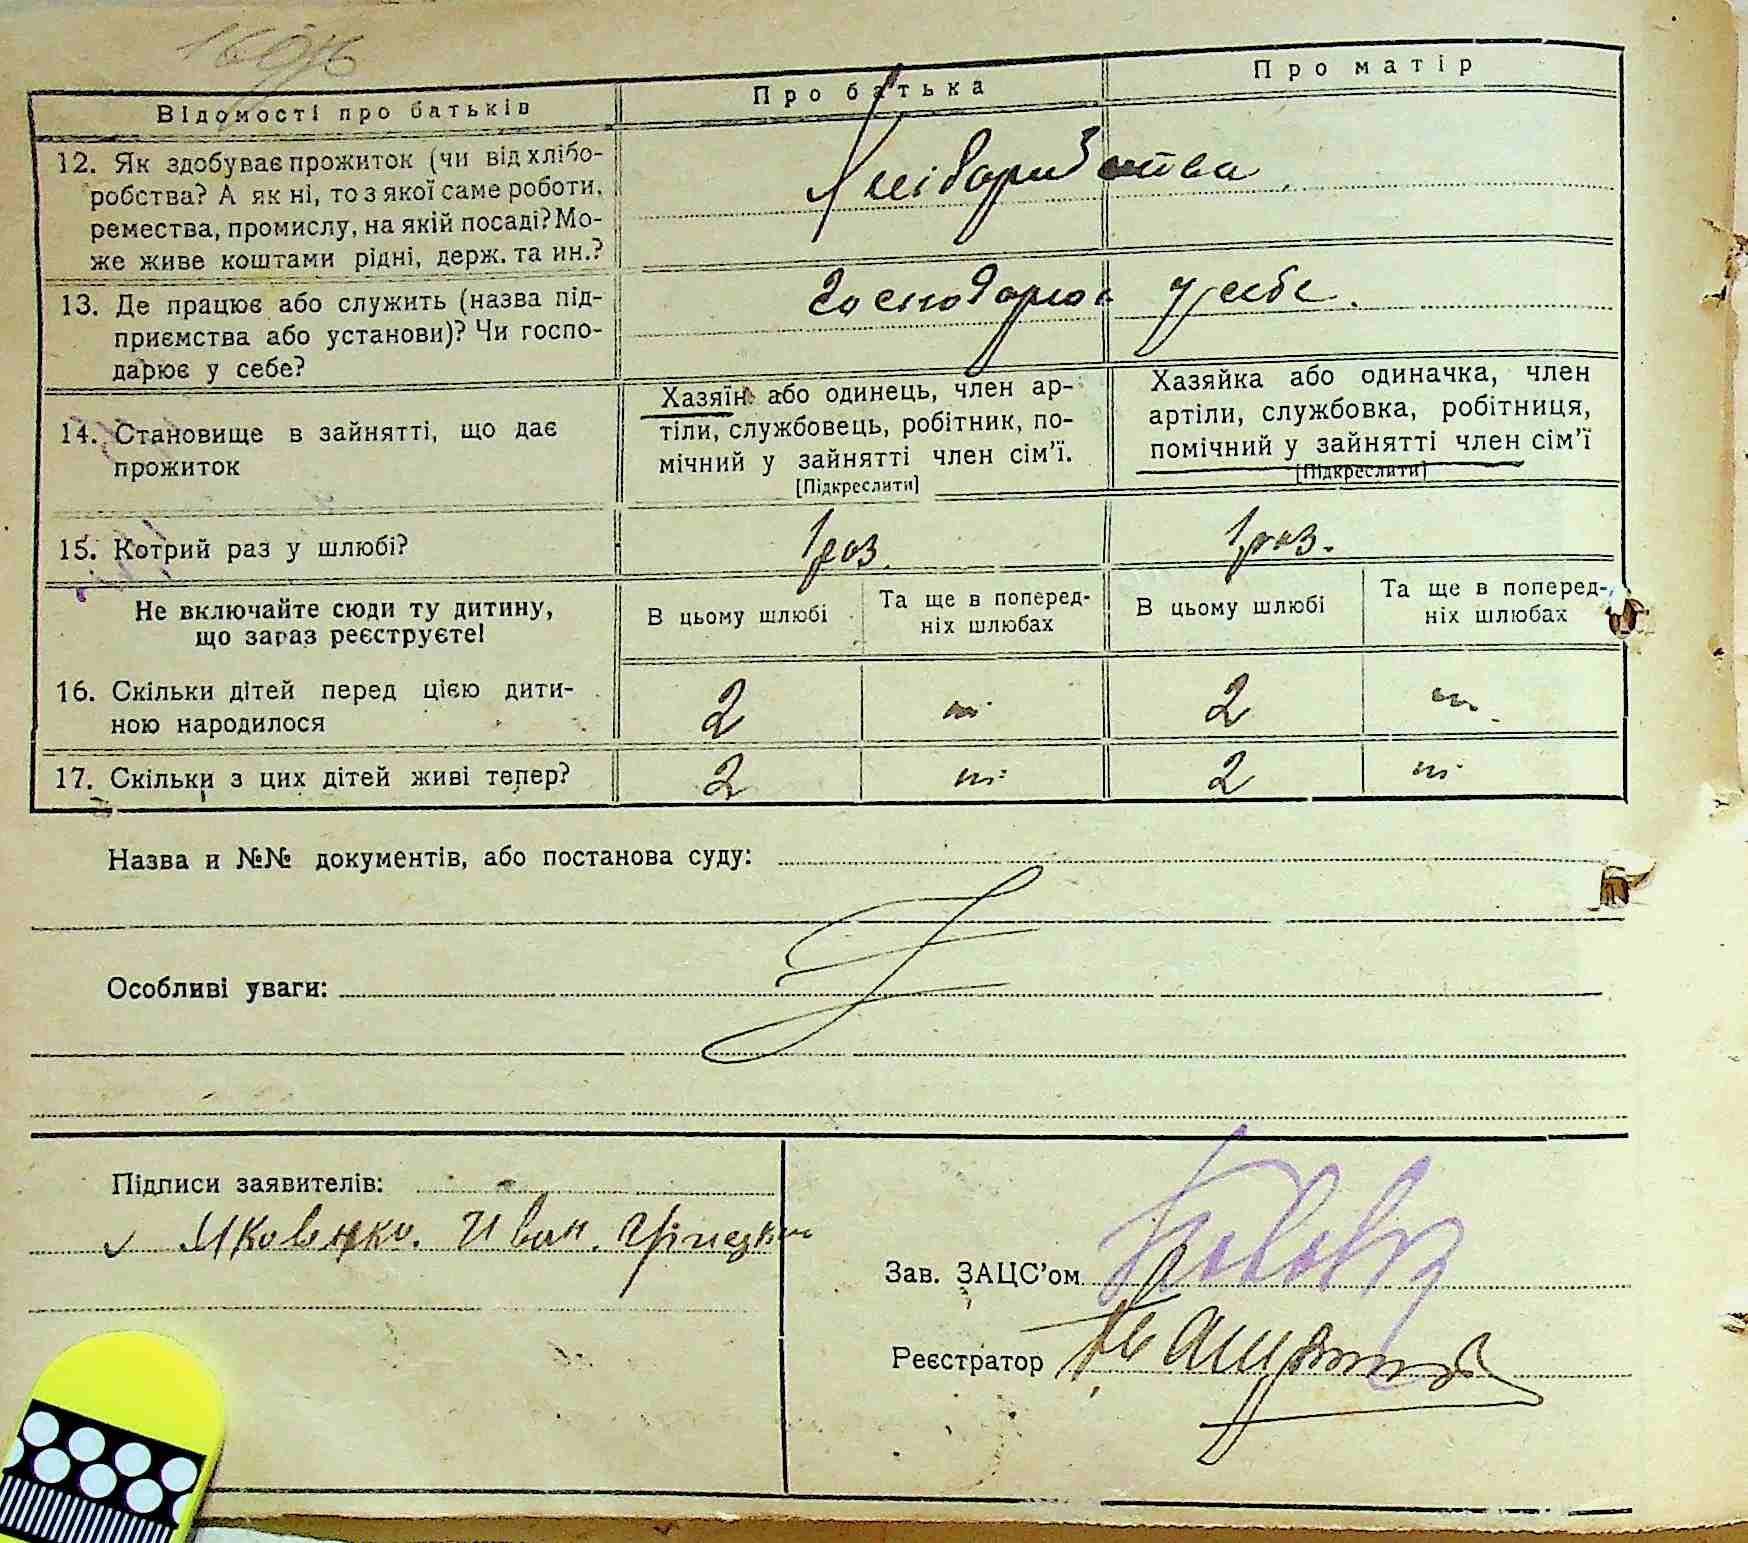 Відомості про батьків
Про батька
Про матір
12. Як здобуває прожиток (чи від хлібо-
робства? А як ні, то з якої саме роботи,
ремества, промислу, на якій посаді? Мо-
же живе коштами рідні, держ. та ин.?
Хліборобства
13. Де працює або служить (назва під-
приємства або установи)? Чи госпо-
дарює у себе?
Господарює у себе.
14. Становище в зайнятті, що дає
прожиток
Хазяїн або одинець, член ар-
тіли, службовець, робітник, по-
мічний у зайнятті член сім'ї.
[Підкреслити]
Хазяйка або одиначка, член
артіли, службовка, робітниця,
помічний у зайнятті член сім'ї
[Підкреслити]
15. Котрий раз у шлюбі?
1 раз.
1 раз.
Не включайте сюди ту дитину,
що зараз реєструєте!
В цьому шлюбі
Та ще в поперед-
ніх шлюбах
В цьому шлюбі
Та ще в поперед-
ніх шлюбах
16. Скільки дітей перед цією дити-
ною народилося
2
2
17. Скільки з цих дітей живі тепер?
2
2
Назва и №№ документів, або постанова суду:
Особливі уваги:
Підписи заявителів:
Яковенко. Иван.
Зав. ЗАЦС'ом
Реєстратор